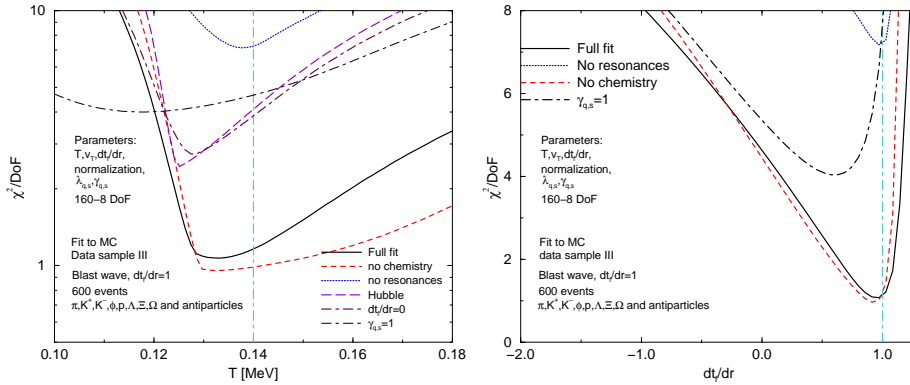 10
1
χ²/DoF
0.10
0.12
0.14
0.16
0.18
T [MeV]
Parameters:
T,v_T,dt_f/dr,
normalization,
λ_q,s,γ_q,s
160–8 DoF
Fit to MC
Data sample III
Blast wave, dt_f/dr=1
600 events
π,K⁺,K⁻,ϕ,p,Λ,Ξ,Ω and antiparticles
Full fit
no chemistry
no resonances
Hubble
dt_f/dr=0
γ_q,s=1
8
6
4
2
0
χ²/DoF
−2.0
−1.0
0.0
1.0
dt_f/dr
Full fit
No resonances
No chemistry
γ_q,s=1
Parameters:
T,v_T,dt_f/dr,
normalization,
λ_q,s,γ_q,s
160–8 DoF
Fit to MC
Data sample III
Blast wave, dt_f/dr=1
600 events
π,K⁺,K⁻,ϕ,p,Λ,Ξ,Ω and antiparticles